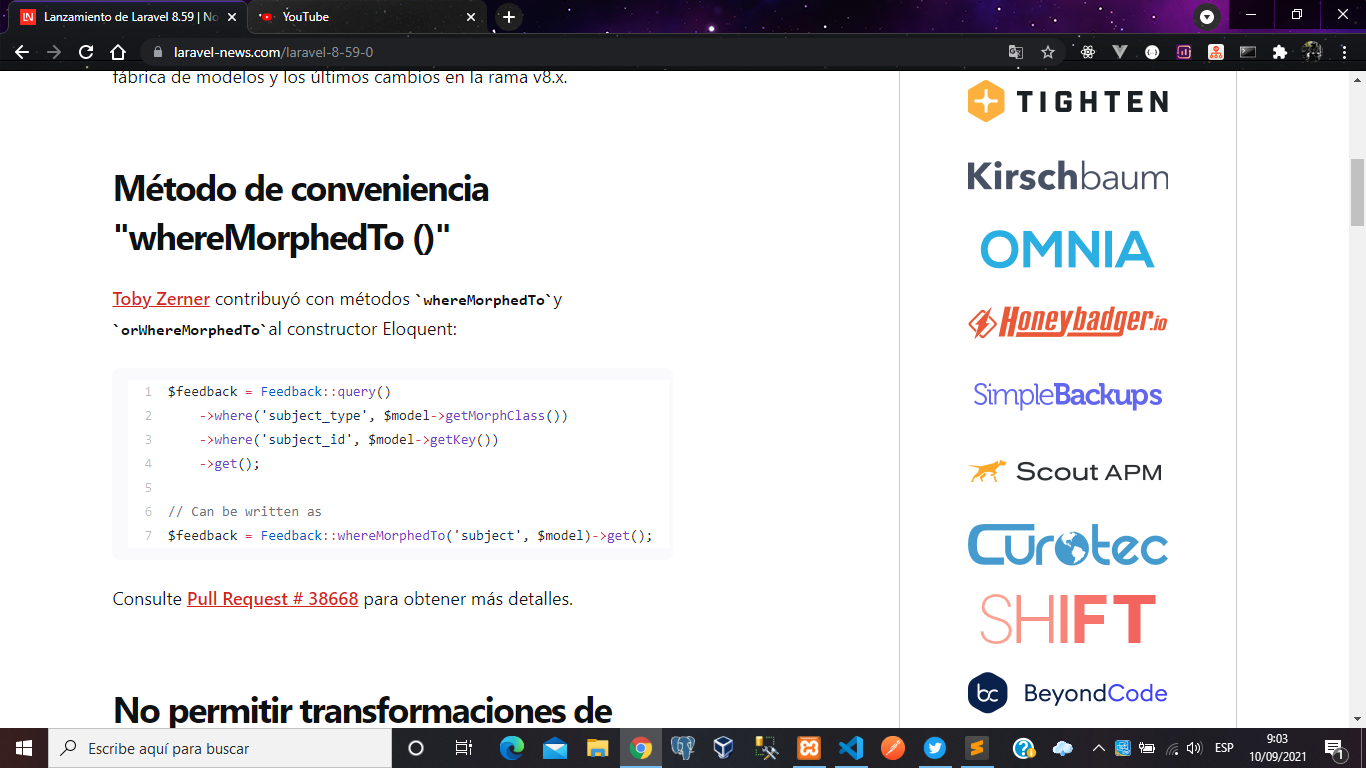 Lanzamiento de Laravel 8.59 | No
YouTube
laravel-news.com/laravel-8-59-0
fábrica de modelos y los últimos cambios en la rama v8.x.
Método de conveniencia
"whereMorphedTo ()"
Toby Zerner contribuyó con métodos `whereMorphedTo`y
`orWhereMorphedTo`al constructor Eloquent:
1 $feedback = Feedback::query()
2 ->where('subject_type', $model->getMorphClass())
3 ->where('subject_id', $model->getKey())
4 ->get();
5
6 // Can be written as
7 $feedback = Feedback::whereMorphedTo('subject', $model)->get();
Consulte Pull Request # 38668 para obtener más detalles.
No permitir transformaciones de
TIGHTEN
Kirschbaum
OMNIA
Honeybadger.io
SimpleBackups
Scout APM
Curotec
SHIFT
bc BeyondCode
Escribe aquí para buscar
ESP
9:03
10/09/2021
1